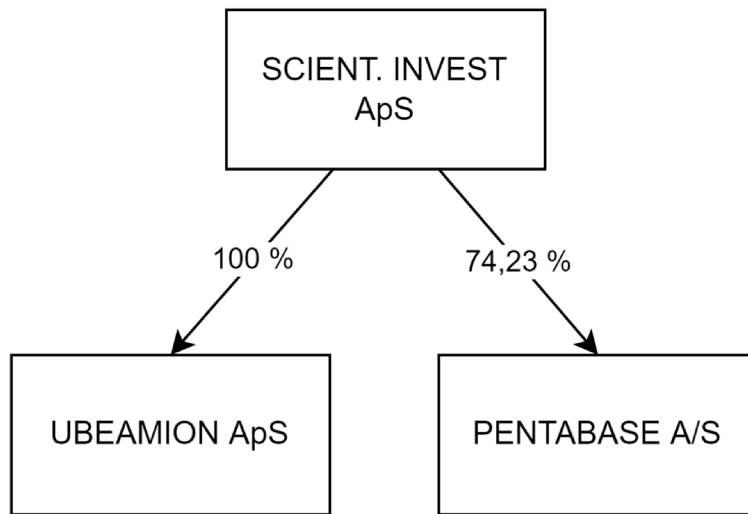 SCIENT. INVEST
ApS
100 %
74,23 %
UBEAMION ApS
PENTABASE A/S